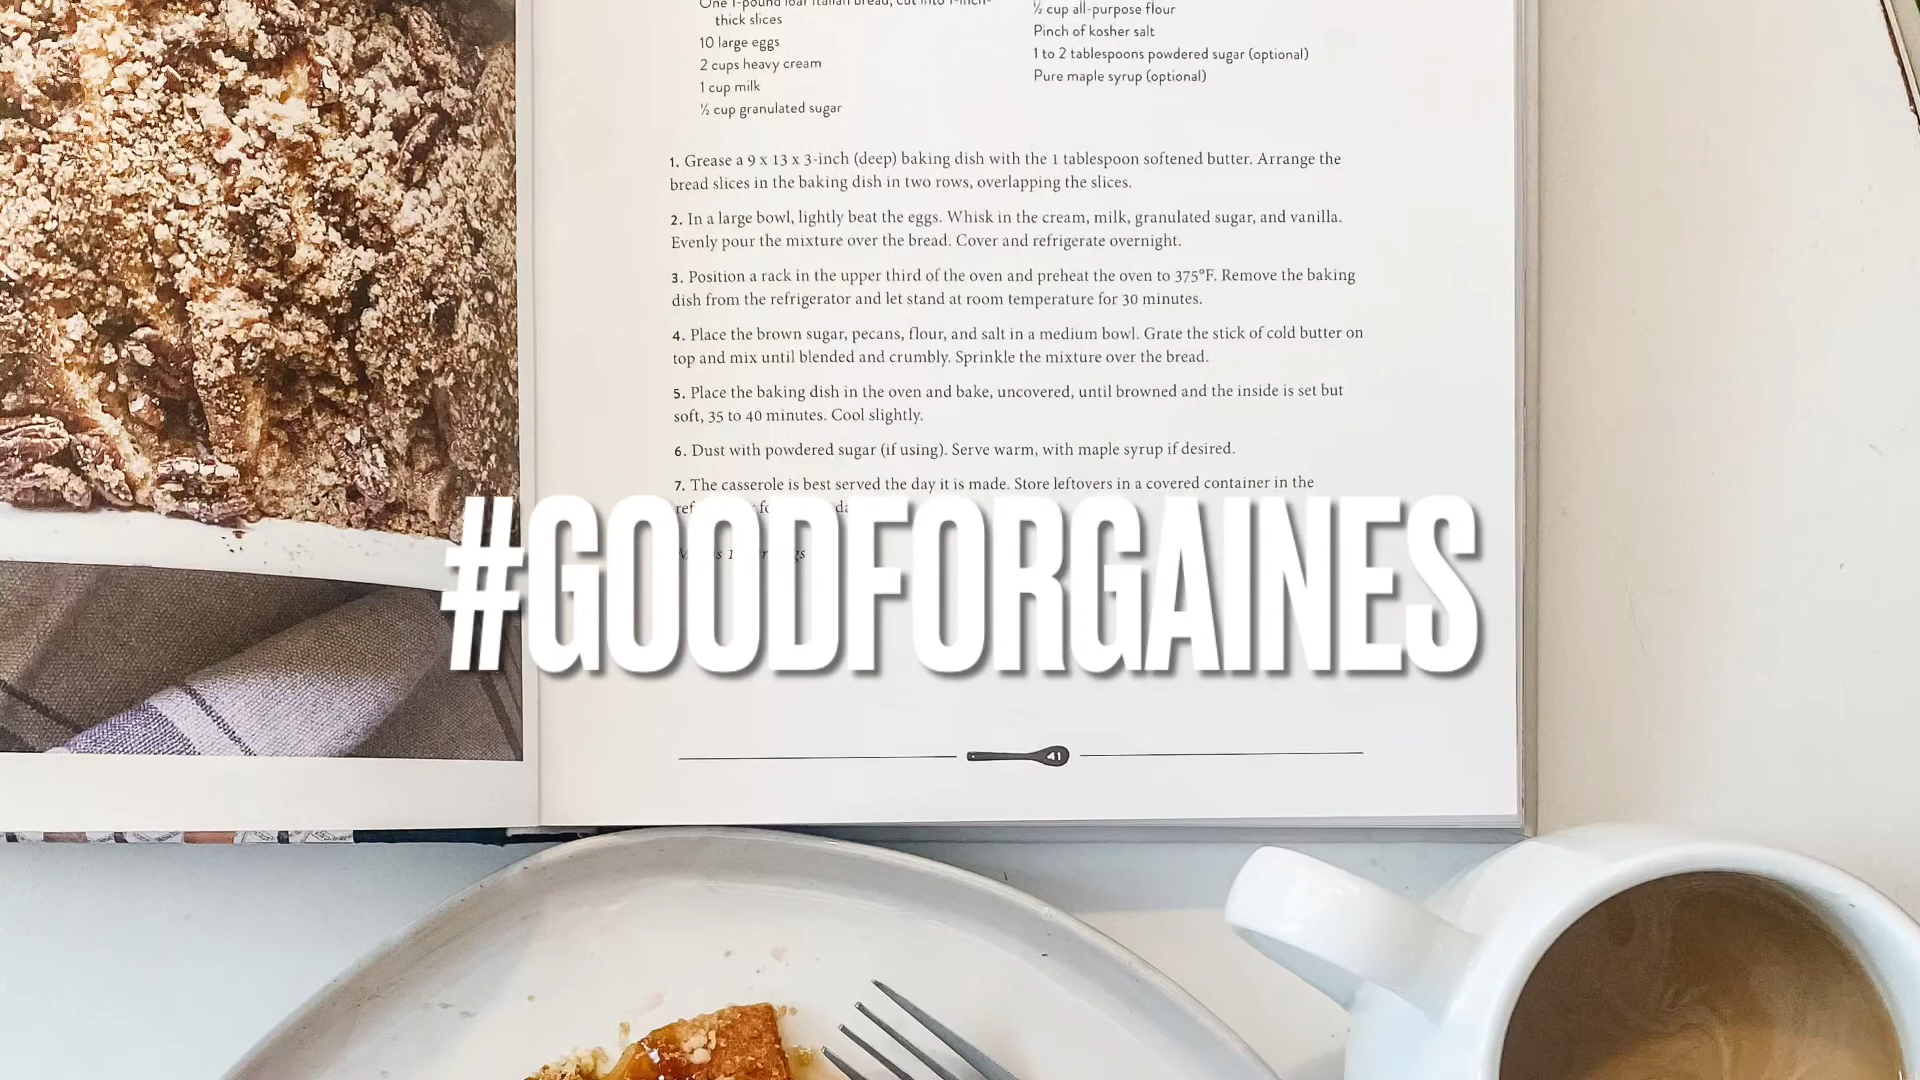 One 1-pound loaf Italian bread, cut into 1-inch-
thick slices
10 large eggs
2 cups heavy cream
1 cup milk
½ cup granulated sugar
½ cup all-purpose flour
Pinch of kosher salt
1 to 2 tablespoons powdered sugar (optional)
Pure maple syrup (optional)
1. Grease a 9 x 13 x 3-inch (deep) baking dish with the 1 tablespoon softened butter. Arrange the
bread slices in the baking dish in two rows, overlapping the slices.
2. In a large bowl, lightly beat the eggs. Whisk in the cream, milk, granulated sugar, and vanilla.
Evenly pour the mixture over the bread. Cover and refrigerate overnight.
3. Position a rack in the upper third of the oven and preheat the oven to 375°F. Remove the baking
dish from the refrigerator and let stand at room temperature for 30 minutes.
4. Place the brown sugar, pecans, flour, and salt in a medium bowl. Grate the stick of cold butter on
top and mix until blended and crumbly. Sprinkle the mixture over the bread.
5. Place the baking dish in the oven and bake, uncovered, until browned and the inside is set but
soft, 35 to 40 minutes. Cool slightly.
6. Dust with powdered sugar (if using). Serve warm, with maple syrup if desired.
7. The casserole is best served the day it is made. Store leftovers in a covered container in the
#GOODFORGAINES
41